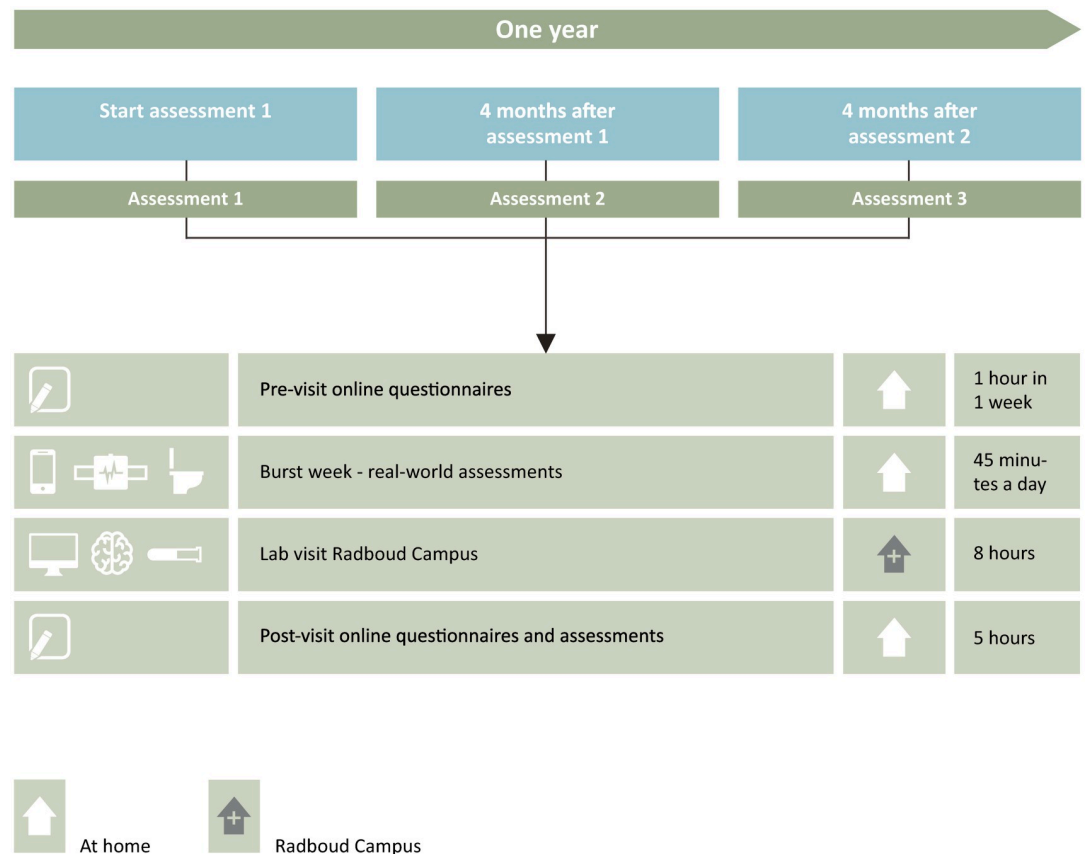 One year
Start assessment 1
4 months after
assessment 1
4 months after
assessment 2
Assessment 1
Assessment 2
Assessment 3
Pre-visit online questionnaires
1 hour in
1 week
Burst week - real-world assessments
45 minu-
tes a day
Lab visit Radboud Campus
8 hours
Post-visit online questionnaires and assessments
5 hours
At home
Radboud Campus